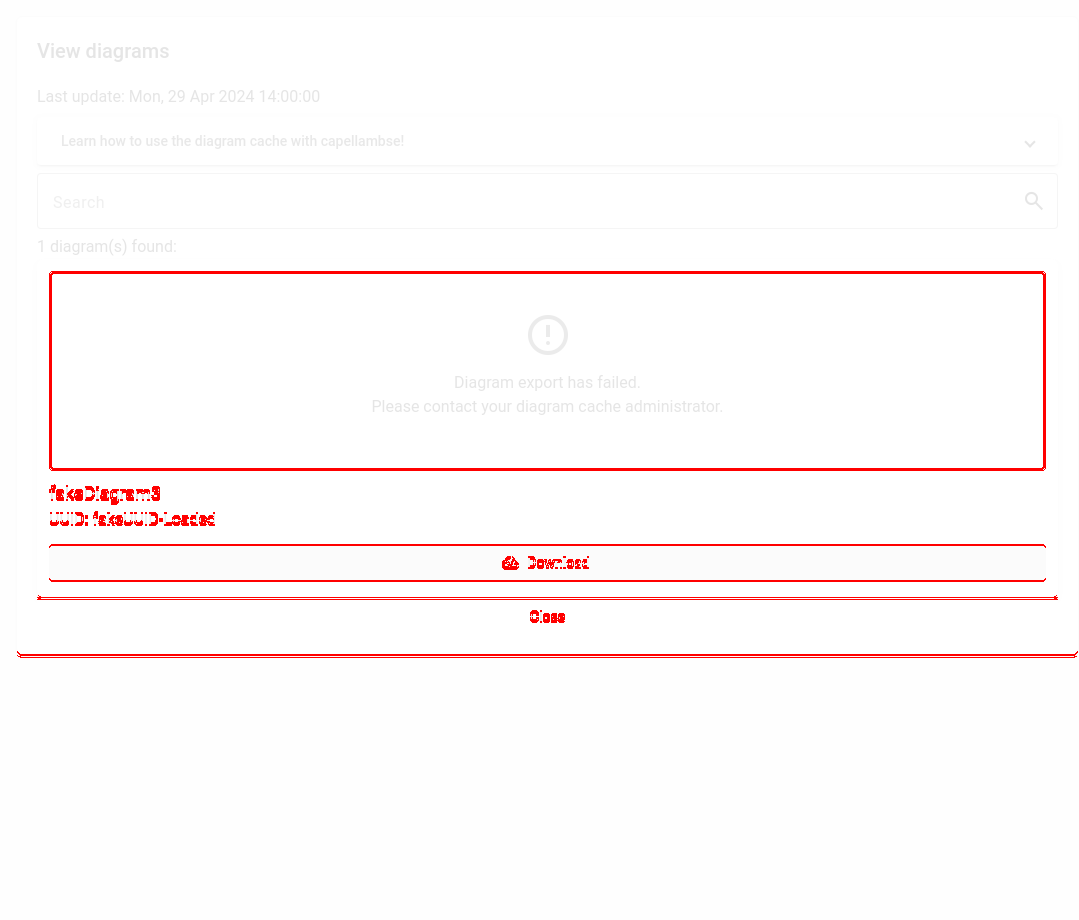 View diagrams
Last update: Mon, 29 Apr 2024 14:00:00
Learn how to use the diagram cache with capellambse!
Search
1 diagram(s) found:
Diagram export has failed.
Please contact your diagram cache administrator.
fakeDiagram3
UUID: fakeUUID-Loaded
Download
Close